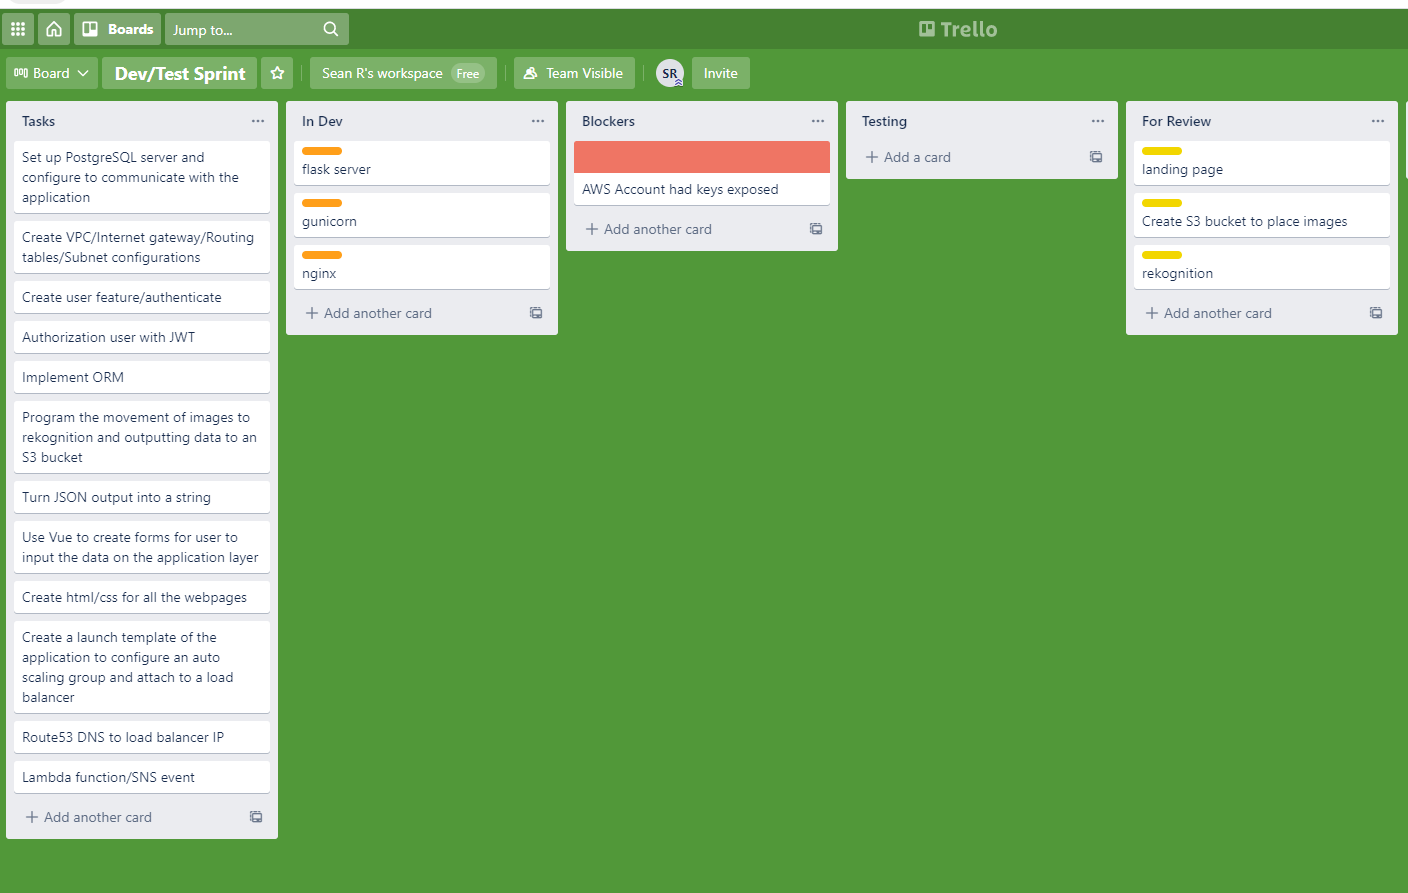 Boards
Jump to...
Trello
Board
Dev/Test Sprint
Sean R's workspace
Free
Team Visible
SR
Invite
Tasks
Set up PostgreSQL server and
configure to communicate with the
application
Create VPC/Internet gateway/Routing
tables/Subnet configurations
Create user feature/authenticate
Authorization user with JWT
Implement ORM
Program the movement of images to
rekognition and outputting data to an
S3 bucket
Turn JSON output into a string
Use Vue to create forms for user to
input the data on the application layer
Create html/css for all the webpages
Create a launch template of the
application to configure an auto
scaling group and attach to a load
balancer
Route53 DNS to load balancer IP
Lambda function/SNS event
Add another card
In Dev
flask server
gunicorn
nginx
Add another card
Blockers
AWS Account had keys exposed
Add another card
Testing
Add a card
For Review
landing page
Create S3 bucket to place images
rekognition
Add another card